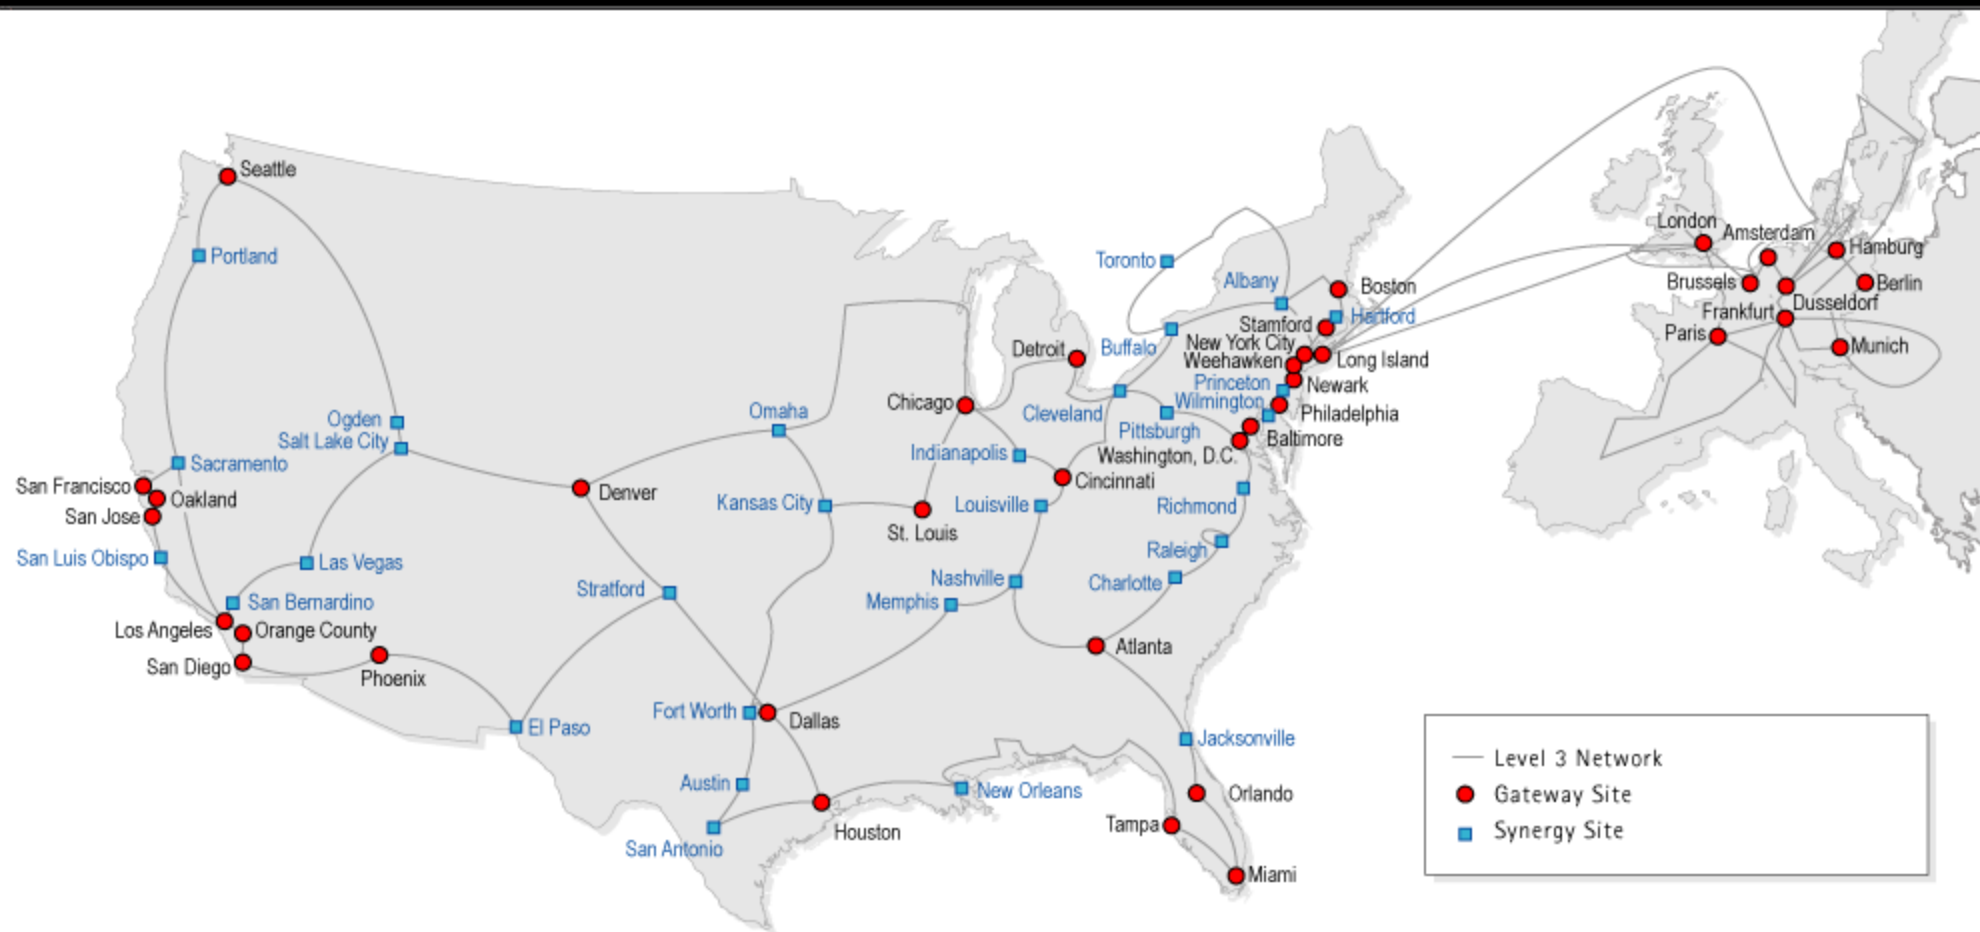 Seattle
Portland
Toronto
London
Amsterdam
Hamburg
Albany
Boston
Brussels
Berlin
Dusseldorf
Stamford
Hartford
Frankfurt
Buffalo
New York City
Paris
Detroit
Weehawken
Long Island
Munich
Princeton
Newark
Chicago
Wilmington
Omaha
Cleveland
Philadelphia
Ogden
Pittsburgh
Salt Lake City
Baltimore
Indianapolis
Washington, D.C.
Sacramento
Cincinnati
San Francisco
Oakland
Denver
Kansas City
Louisville
Richmond
San Jose
St. Louis
Raleigh
San Luis Obispo
Las Vegas
Nashville
Charlotte
Stratford
San Bernardino
Memphis
Los Angeles
Orange County
Atlanta
San Diego
Phoenix
Fort Worth
Dallas
El Paso
Jacksonville
Level 3 Network
Austin
New Orleans
Orlando
Gateway Site
Tampa
Houston
Synergy Site
San Antonio
Miami